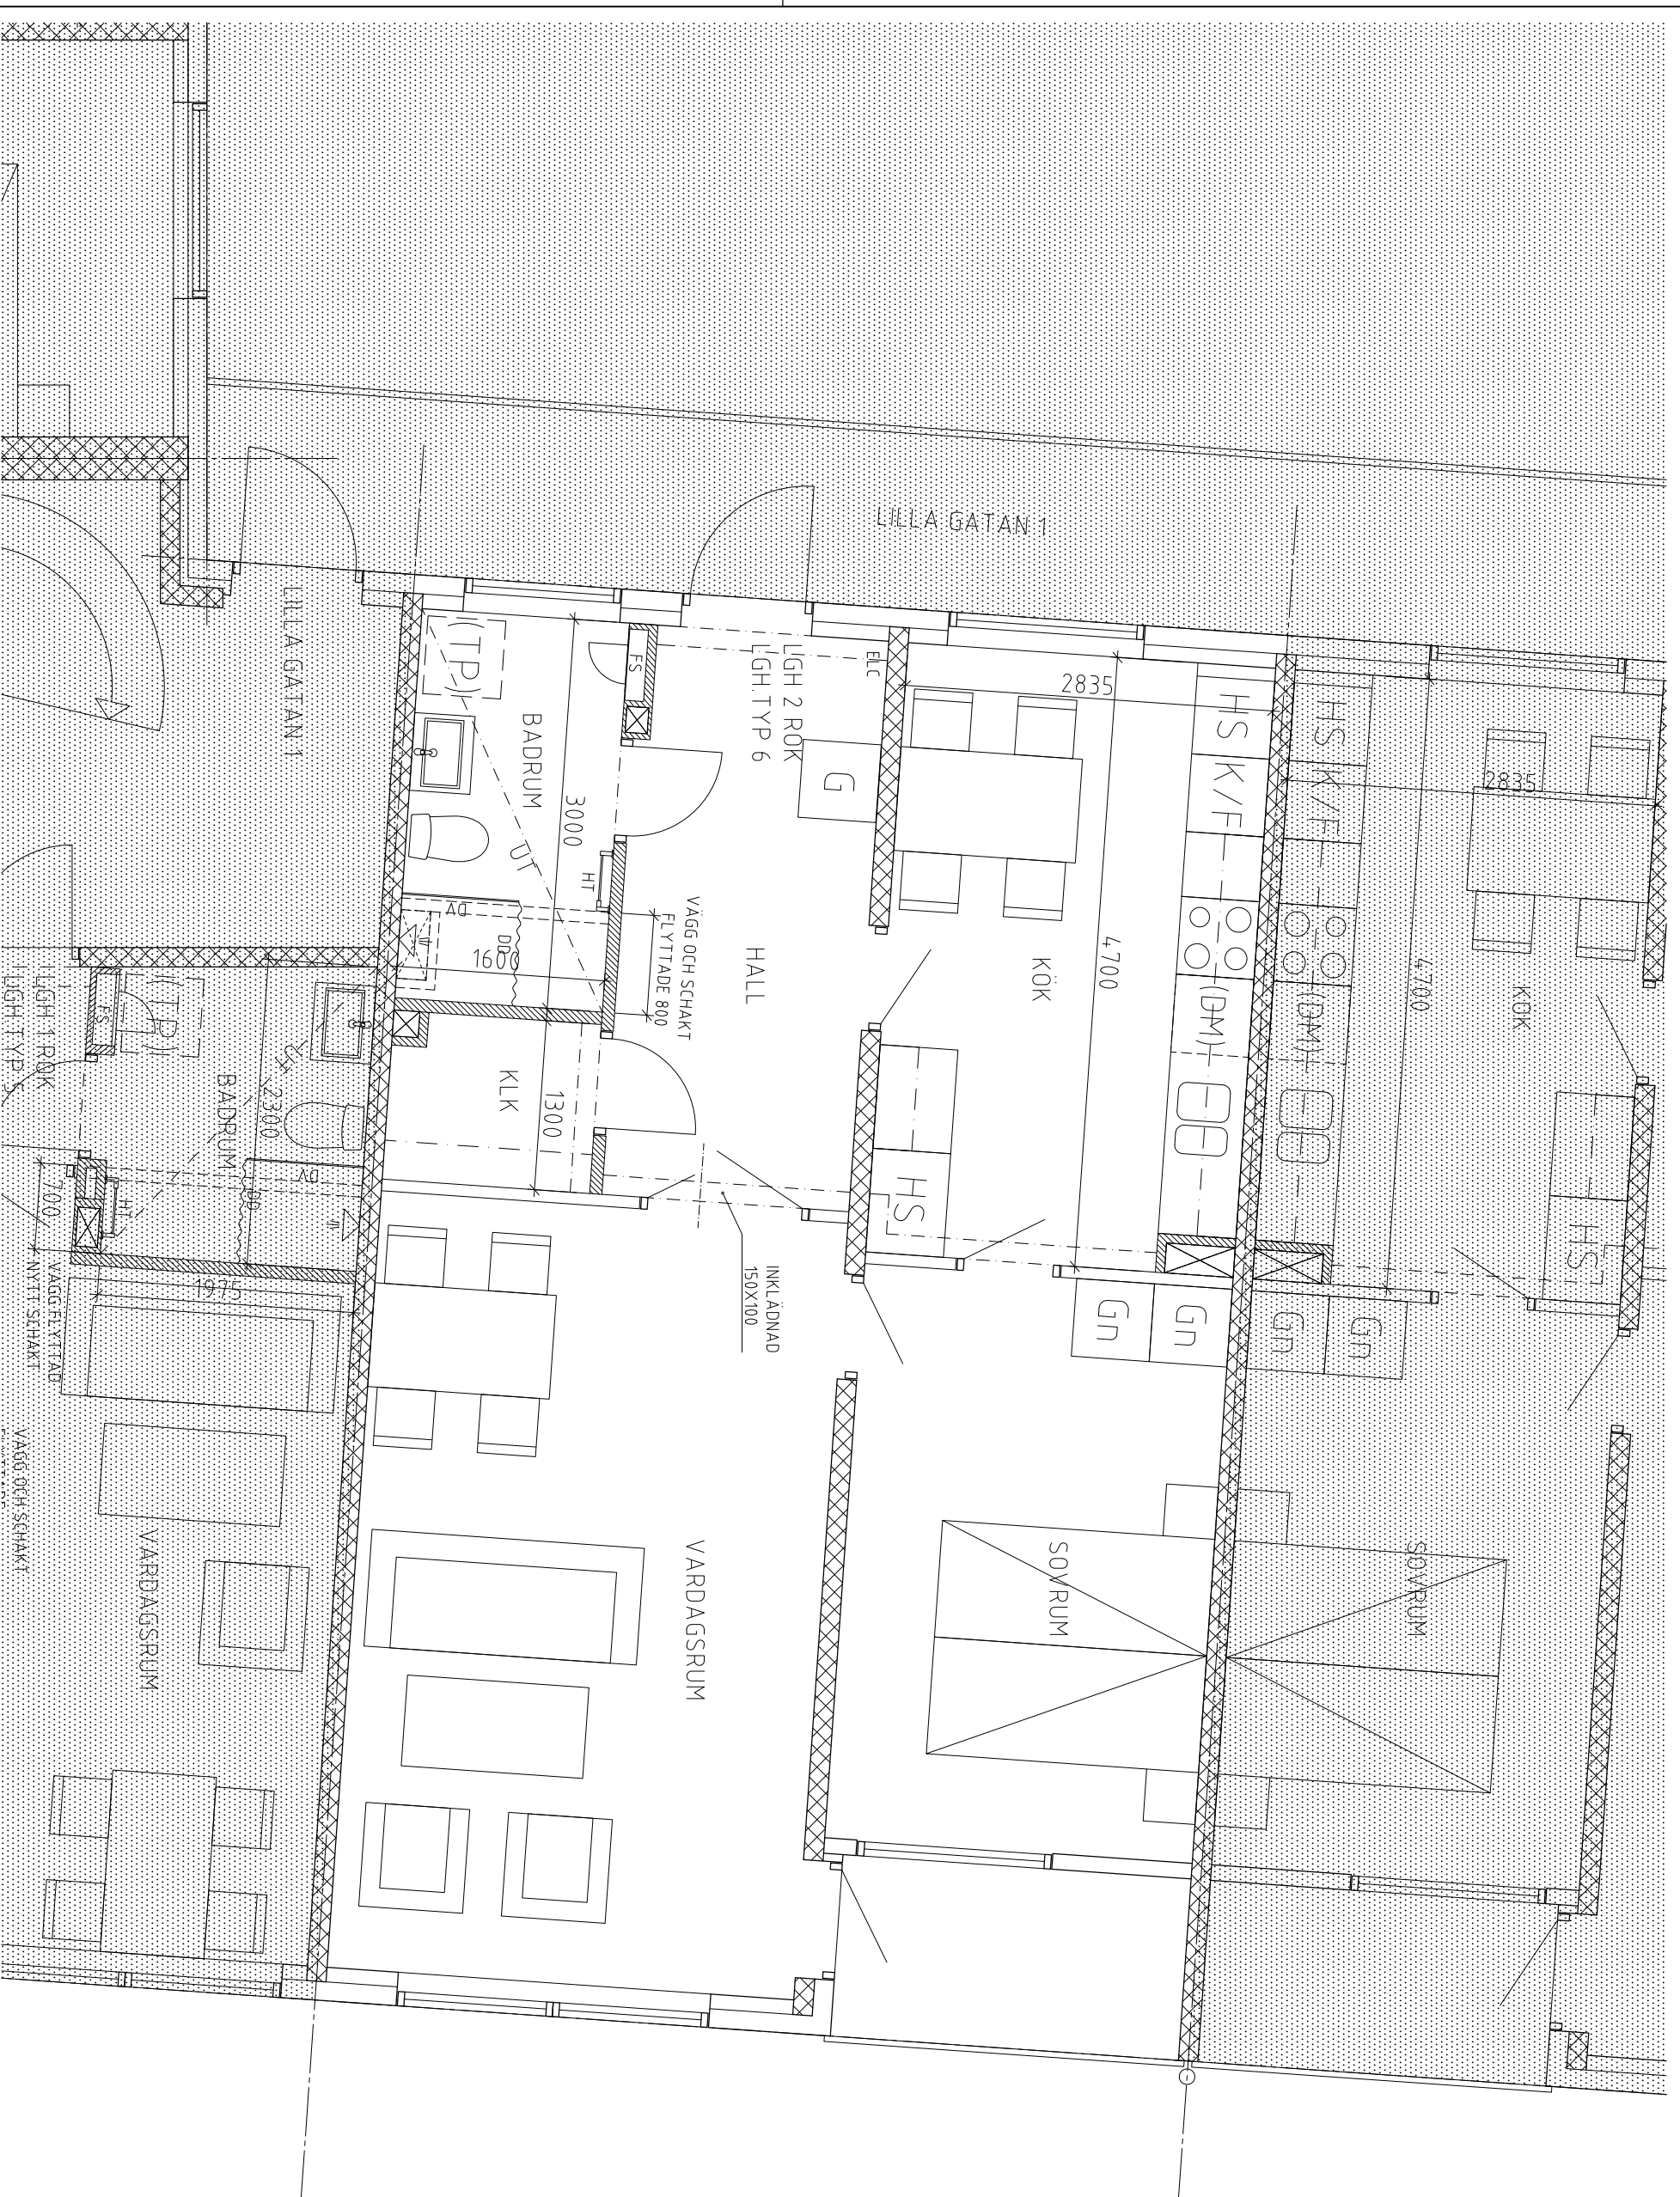 LILLA GATAN 1
LILLA GATAN 1
LGH 2 ROK
LGH.TYP 6
ELC
FS
(TP)
BADRUM
3000
UT
HT
DV
DD
1600
G
2835
HS
K/F
(DM)
KÖK
4700
HALL
VÄGG OCH SCHAKT
FLYTTADE 800
KLK
1300
HS
INKLÄDNAD
150X100
Gn
Gn
VARDAGSRUM
SOVRUM
HS
K/F
(DM)
2835
4700
KÖK
HS
Gn
Gn
SOVRUM
LGH 1 ROK
LGH.TYP 5
FS
(TP)
UT
BADRUM
2300
DV
DD
HT
700
1975
VÄGG FLYTTAD
NYTT SCHAKT
VÄGG OCH SCHAKT
VARDAGSRUM